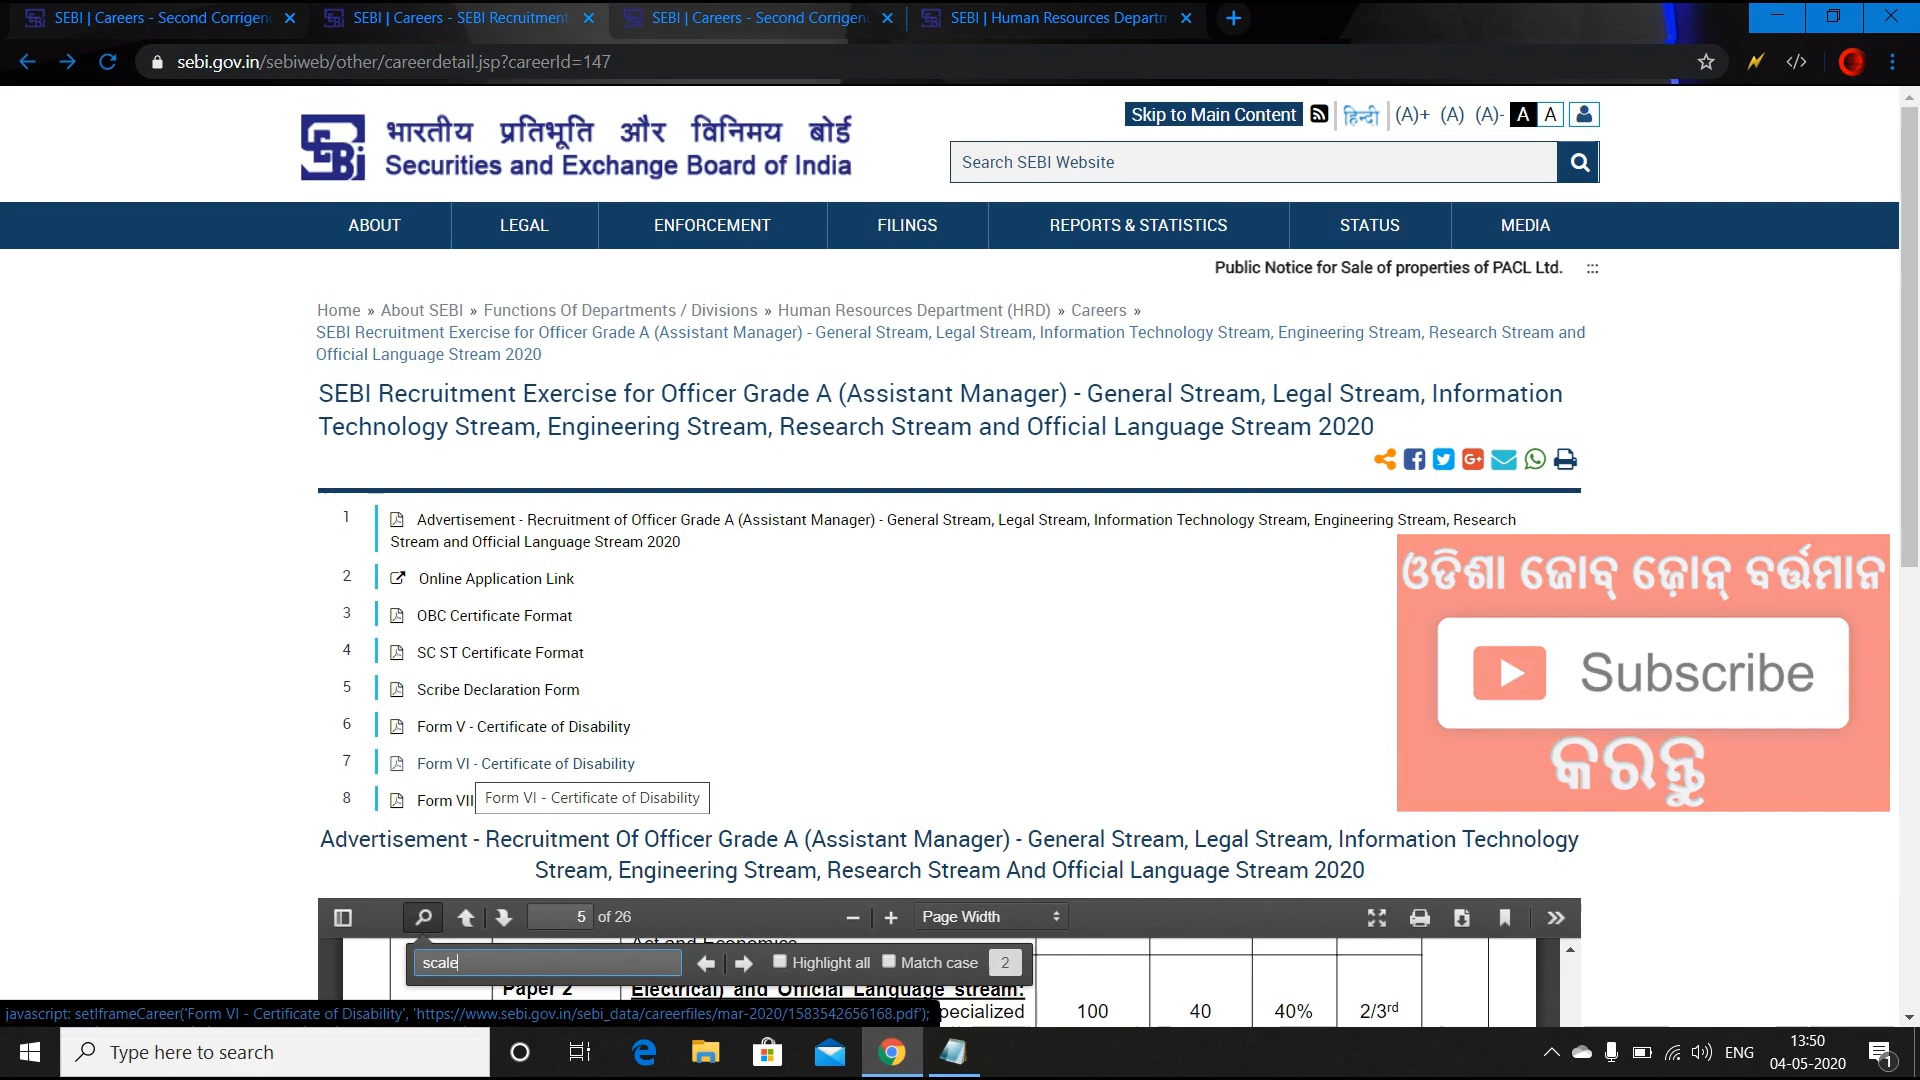 SEBI | Careers - Second Corrigen
SEBI | Careers - SEBI Recruitment
SEBI | Careers - Second Corrigen
SEBI | Human Resources Departm
sebi.gov.in/sebiweb/other/careerdetail.jsp?careerId=147
Skip to Main Content
हिन्दी
(A)+ (A) (A)- A A
भारतीय प्रतिभूति और विनिमय बोर्ड
Securities and Exchange Board of India
SEBI
Search SEBI Website
ABOUT
LEGAL
ENFORCEMENT
FILINGS
REPORTS & STATISTICS
STATUS
MEDIA
Public Notice for Sale of properties of PACL Ltd. :::
Home » About SEBI » Functions Of Departments / Divisions » Human Resources Department (HRD) » Careers »
SEBI Recruitment Exercise for Officer Grade A (Assistant Manager) - General Stream, Legal Stream, Information Technology Stream, Engineering Stream, Research Stream and
Official Language Stream 2020
SEBI Recruitment Exercise for Officer Grade A (Assistant Manager) - General Stream, Legal Stream, Information
Technology Stream, Engineering Stream, Research Stream and Official Language Stream 2020
1 Advertisement - Recruitment of Officer Grade A (Assistant Manager) - General Stream, Legal Stream, Information Technology Stream, Engineering Stream, Research
Stream and Official Language Stream 2020
2 Online Application Link
3 OBC Certificate Format
4 SC ST Certificate Format
5 Scribe Declaration Form
6 Form V - Certificate of Disability
7 Form VI - Certificate of Disability
8 Form VII
Form VI - Certificate of Disability
ଓଡିଶା ଜୋବ୍ ଜ଼ୋନ୍ ବର୍ତ୍ତମାନ
Subscribe
କରନ୍ତୁ
Advertisement - Recruitment Of Officer Grade A (Assistant Manager) - General Stream, Legal Stream, Information Technology
Stream, Engineering Stream, Research Stream And Official Language Stream 2020
5 of 26
Page Width
Act and Economics
scale
Highlight all
Match case
2
Paper 2
Electrical) and Official Language stream:
pecialized
100
40
40%
2/3rd
javascript: setIframeCareer('Form VI - Certificate of Disability', 'https://www.sebi.gov.in/sebi_data/careerfiles/mar-2020/1583542656168.pdf');
Type here to search
ENG
13:50
04-05-2020
1